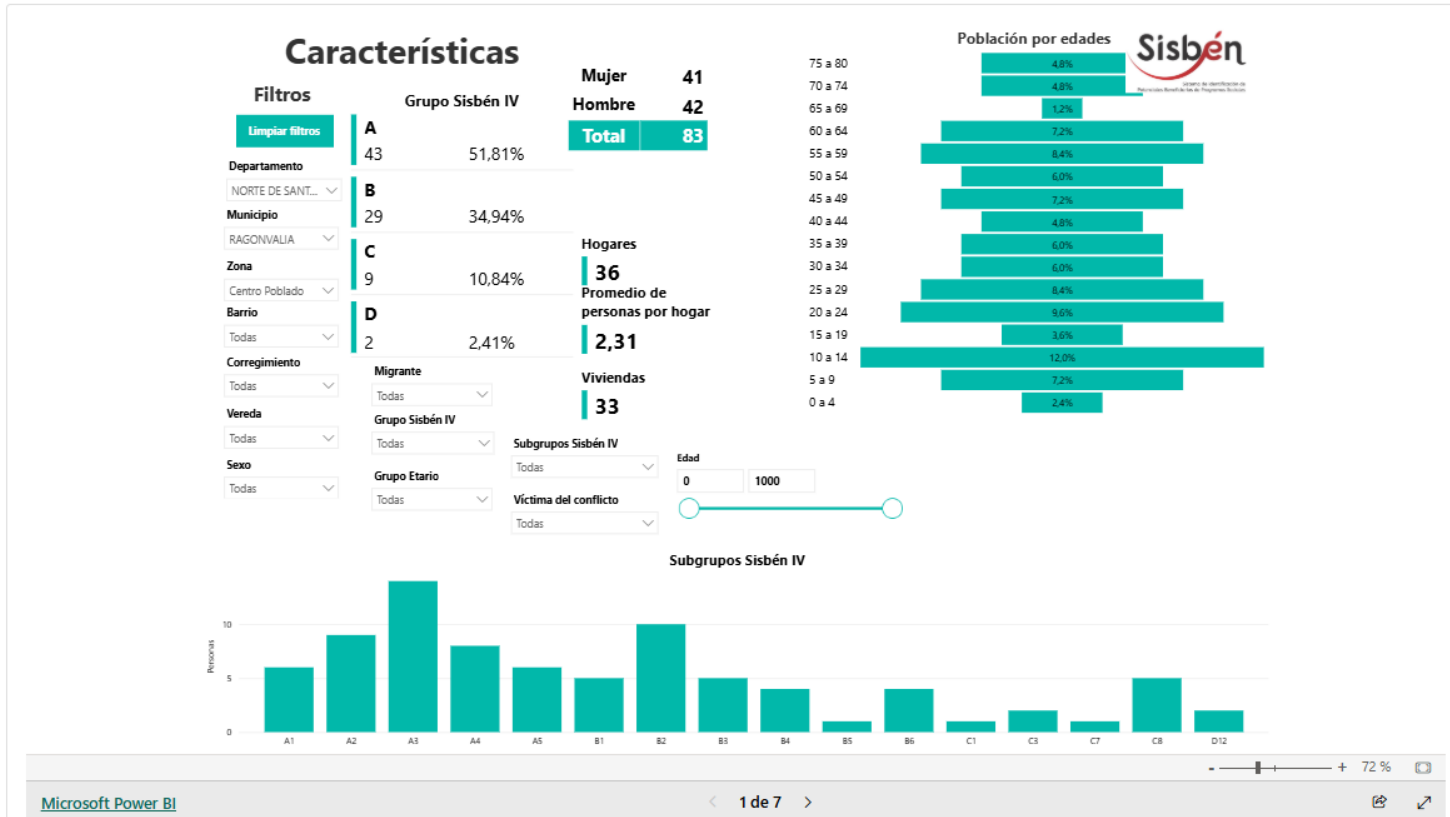 Características
Filtros
Limpiar filtros
Departamento
NORTE DE SANT...
Municipio
RAGONVALIA
Zona
Centro Poblado
Barrio
Todas
Corregimiento
Todas
Vereda
Todas
Sexo
Todas
Grupo Sisbén IV
A
43 51,81%
B
29 34,94%
C
9 10,84%
D
2 2,41%
Migrante
Todas
Grupo Sisbén IV
Todas
Grupo Etario
Todas
Mujer 41
Hombre 42
Total 83
Hogares
36
Promedio de
personas por hogar
2,31
Viviendas
33
Subgrupos Sisbén IV
Todas
Víctima del conflicto
Todas
Edad
0 1000
Población por edades
Sisbén
Sistema de Identificación de
Potenciales Beneficiarios de Programas Sociales
75 a 80 4,8%
70 a 74 4,8%
65 a 69 1,2%
60 a 64 7,2%
55 a 59 8,4%
50 a 54 6,0%
45 a 49 7,2%
40 a 44 4,8%
35 a 39 6,0%
30 a 34 6,0%
25 a 29 8,4%
20 a 24 9,6%
15 a 19 3,6%
10 a 14 12,0%
5 a 9 7,2%
0 a 4 2,4%
Subgrupos Sisbén IV
Personas
10
5
0
A1 A2 A3 A4 A5 B1 B2 B3 B4 B5 B6 C1 C3 C7 C8 D12
- + 72 %
Microsoft Power BI
1 de 7